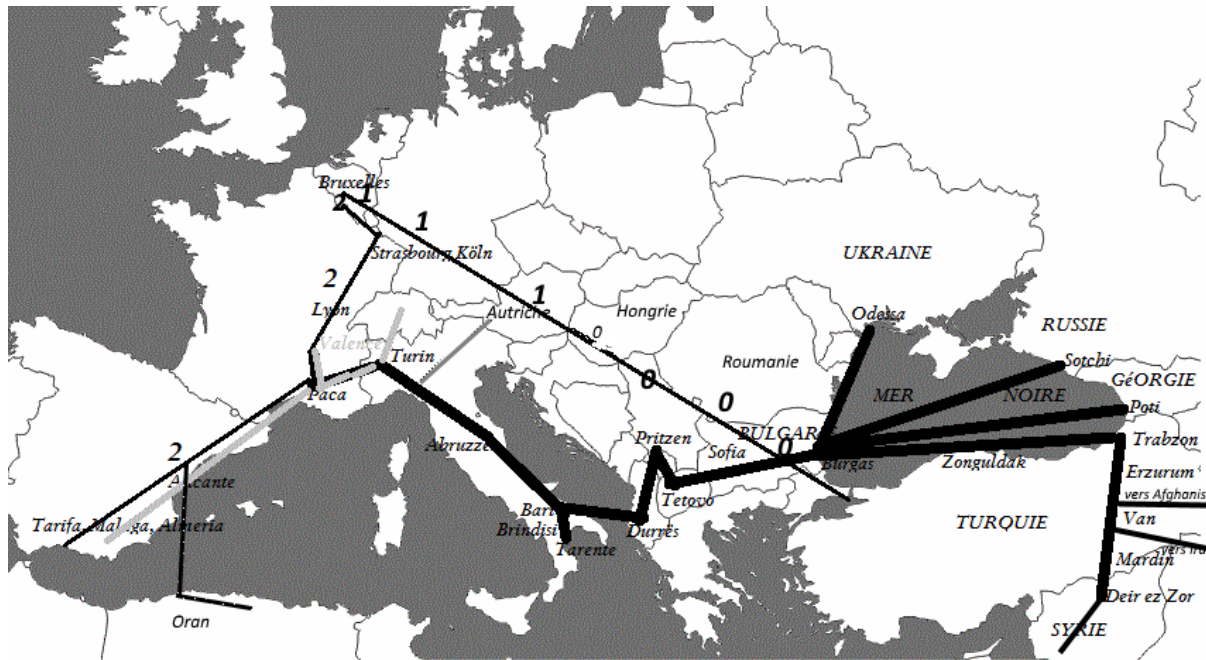 Bruxelles
1
2
1
Strasbourg Köln
UKRAINE
2
1
Lyon
Autriche
Hongrie
Odessa
RUSSIE
0
Valence
Turin
Roumanie
Sotchi
GéORGIE
0
Paca
MER
NOIRE
0
Poti
Abruzze
Pritzen
BULGAR
Sofia
0
Burgas
Trabzon
Zonguldak
2
Erzurum
Tetovo
vers Afghanis
Tarifa, Malaga, Almeria
Bari
Brindisi
Durrës
TURQUIE
Van
Tarente
Mardin
Deir ez Zor
Oran
SYRIE